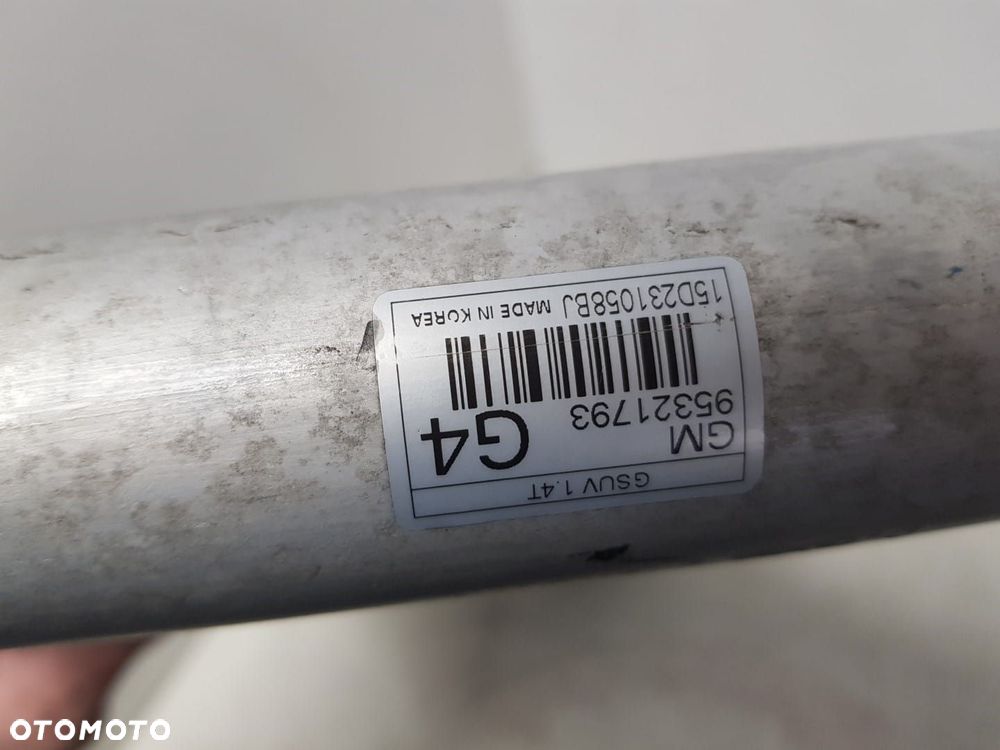 GSUV 1.4T
GM
95321793
G4
15D231058BJ MADE IN KOREA
OTOMOTO